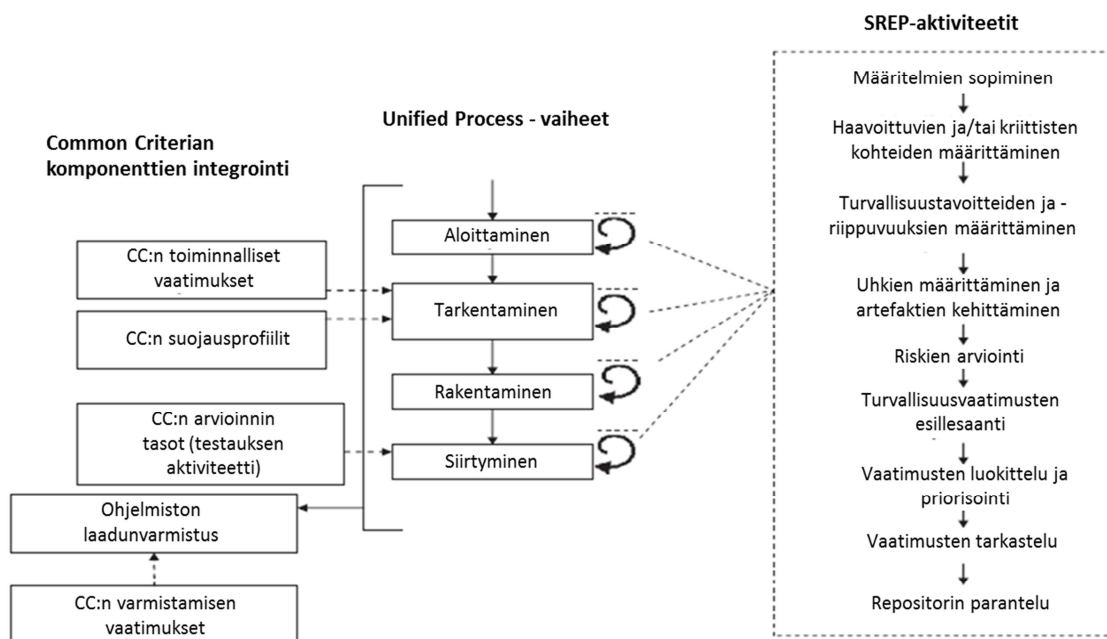 Common Criterian
komponenttien integrointi
CC:n toiminnalliset
vaatimukset
CC:n suojausprofiilit
CC:n arvioinnin
tasot (testauksen
aktiviteetti)
Ohjelmiston
laadunvarmistus
CC:n varmistamisen
vaatimukset
Unified Process - vaiheet
Aloittaminen
Tarkentaminen
Rakentaminen
Siirtyminen
SREP-aktiviteetit
Määritelmien sopiminen
Haavoittuvien ja/tai kriittisten
kohteiden määrittäminen
Turvallisuustavoitteiden ja -
riippuvuuksien määrittäminen
Uhkien määrittäminen ja
artefaktien kehittäminen
Riskien arviointi
Turvallisuusvaatimusten
esillesaanti
Vaatimusten luokittelu ja
priorisointi
Vaatimusten tarkastelu
Repositorin parantelu